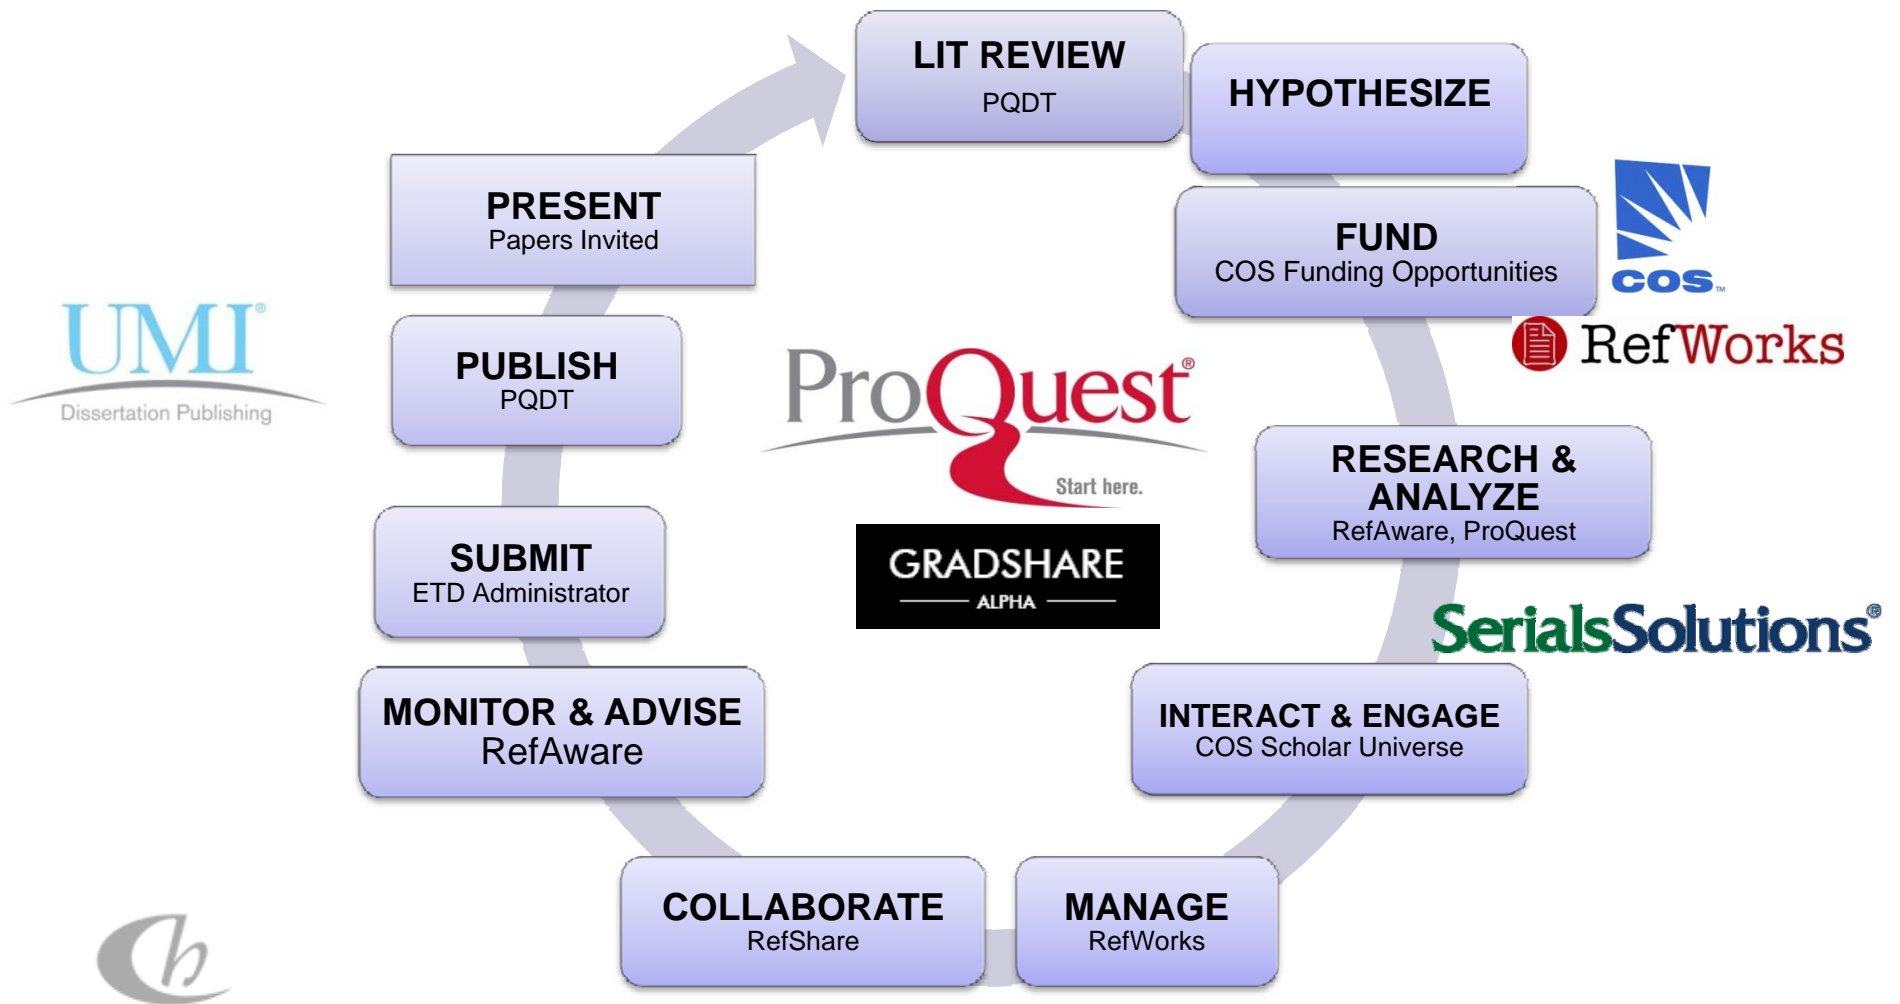 LIT REVIEW
PQDT
HYPOTHESIZE
FUND
COS Funding Opportunities
COS™
RefWorks
RESEARCH &
ANALYZE
RefAware, ProQuest
SerialsSolutions®
INTERACT & ENGAGE
COS Scholar Universe
MANAGE
RefWorks
COLLABORATE
RefShare
MONITOR & ADVISE
RefAware
SUBMIT
ETD Administrator
PUBLISH
PQDT
PRESENT
Papers Invited
UMI®
Dissertation Publishing
ProQuest®
Start here.
GRADSHARE
ALPHA
Ch